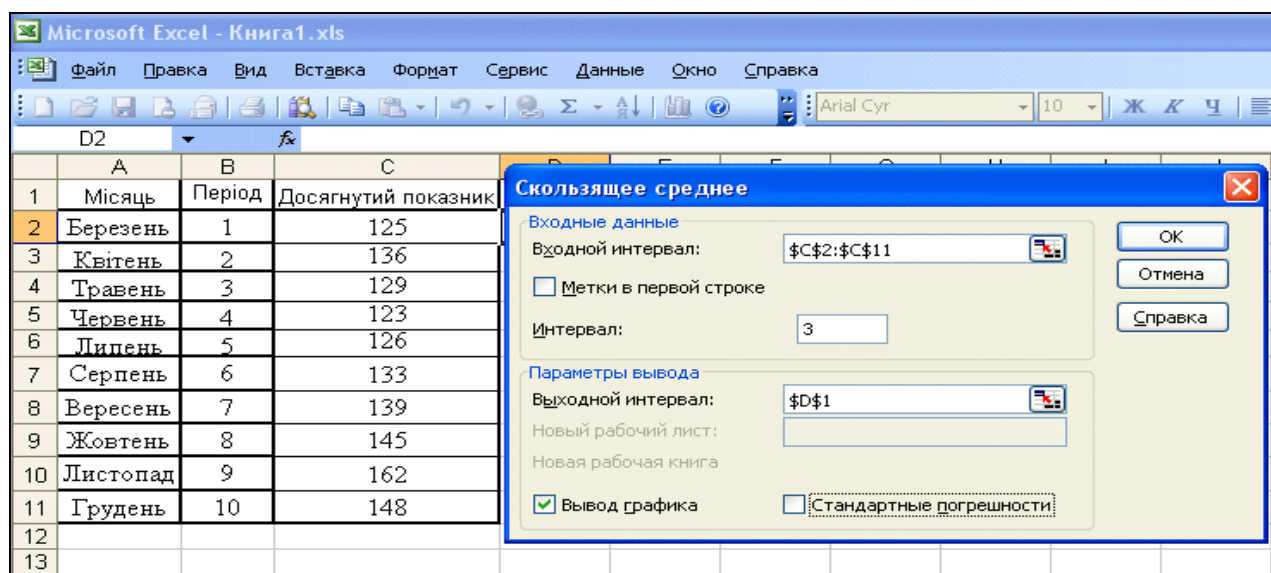 Microsoft Excel - Книга1.xls
Файл Правка Вид Вставка Формат Сервис Данные Окно Справка
Arial Cyr 10 Ж К Ч
D2 fx
A B C
1 Місяць Період Досягнутий показник
2 Березень 1 125
3 Квітень 2 136
4 Травень 3 129
5 Червень 4 123
6 Липень 5 126
7 Серпень 6 133
8 Вересень 7 139
9 Жовтень 8 145
10 Листопад 9 162
11 Грудень 10 148
12
13
Скользящее среднее
Входные данные
Входной интервал: $C$2:$C$11
Метки в первой строке
Интервал: 3
Параметры вывода
Выходной интервал: $D$1
Новый рабочий лист:
Новая рабочая книга
Вывод графика Стандартные погрешности
ОК
Отмена
Справка